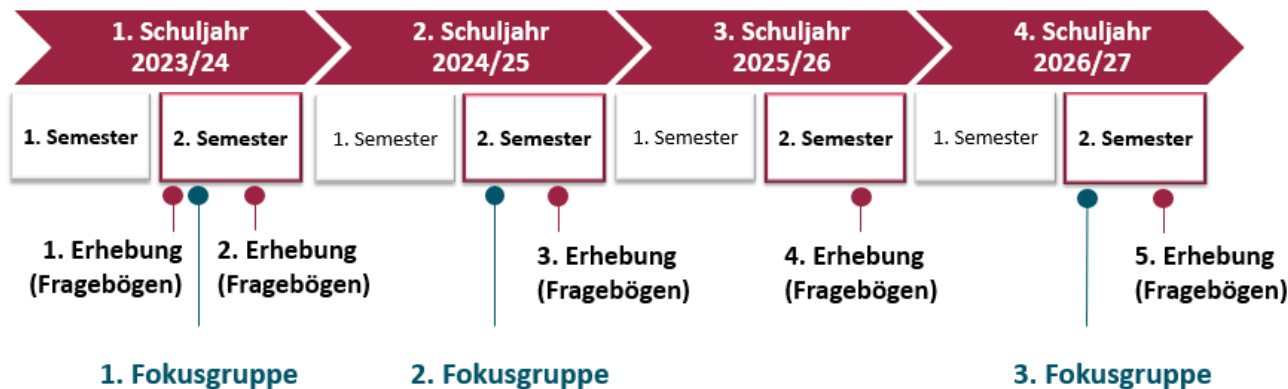 1. Schuljahr
2023/24
2. Schuljahr
2024/25
3. Schuljahr
2025/26
4. Schuljahr
2026/27
1. Semester
2. Semester
1. Semester
2. Semester
1. Semester
2. Semester
1. Semester
2. Semester
1. Erhebung
(Fragebögen)
2. Erhebung
(Fragebögen)
3. Erhebung
(Fragebögen)
4. Erhebung
(Fragebögen)
5. Erhebung
(Fragebögen)
1. Fokusgruppe
2. Fokusgruppe
3. Fokusgruppe